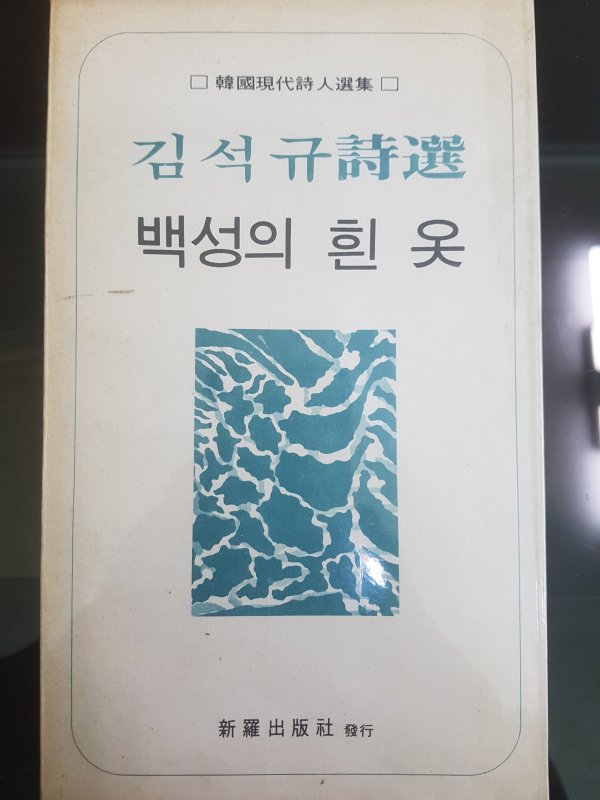 □ 韓國現代詩人選集 □
김석규詩選
백성의 흰 옷
新羅出版社 發行